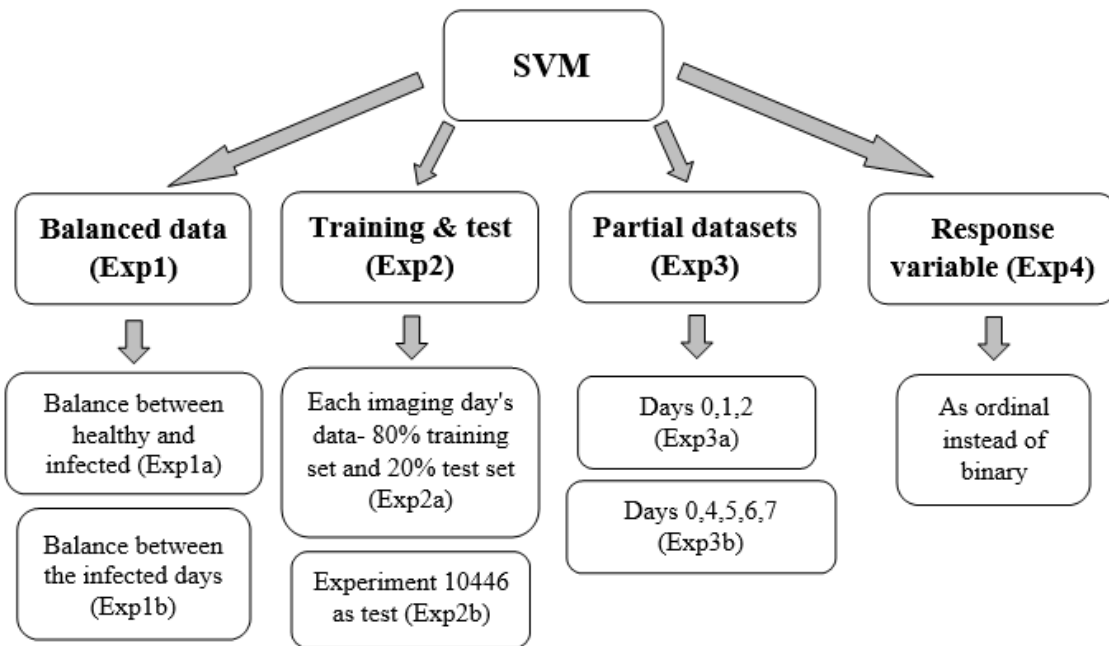 SVM
Balanced data
(Exp1)
Training & test
(Exp2)
Partial datasets
(Exp3)
Response
variable (Exp4)
Balance between
healthy and
infected (Exp1a)
Each imaging day's
data- 80% training
set and 20% test set
(Exp2a)
Days 0,1,2
(Exp3a)
As ordinal
instead of
binary
Balance between
the infected days
(Exp1b)
Experiment 10446
as test (Exp2b)
Days 0,4,5,6,7
(Exp3b)